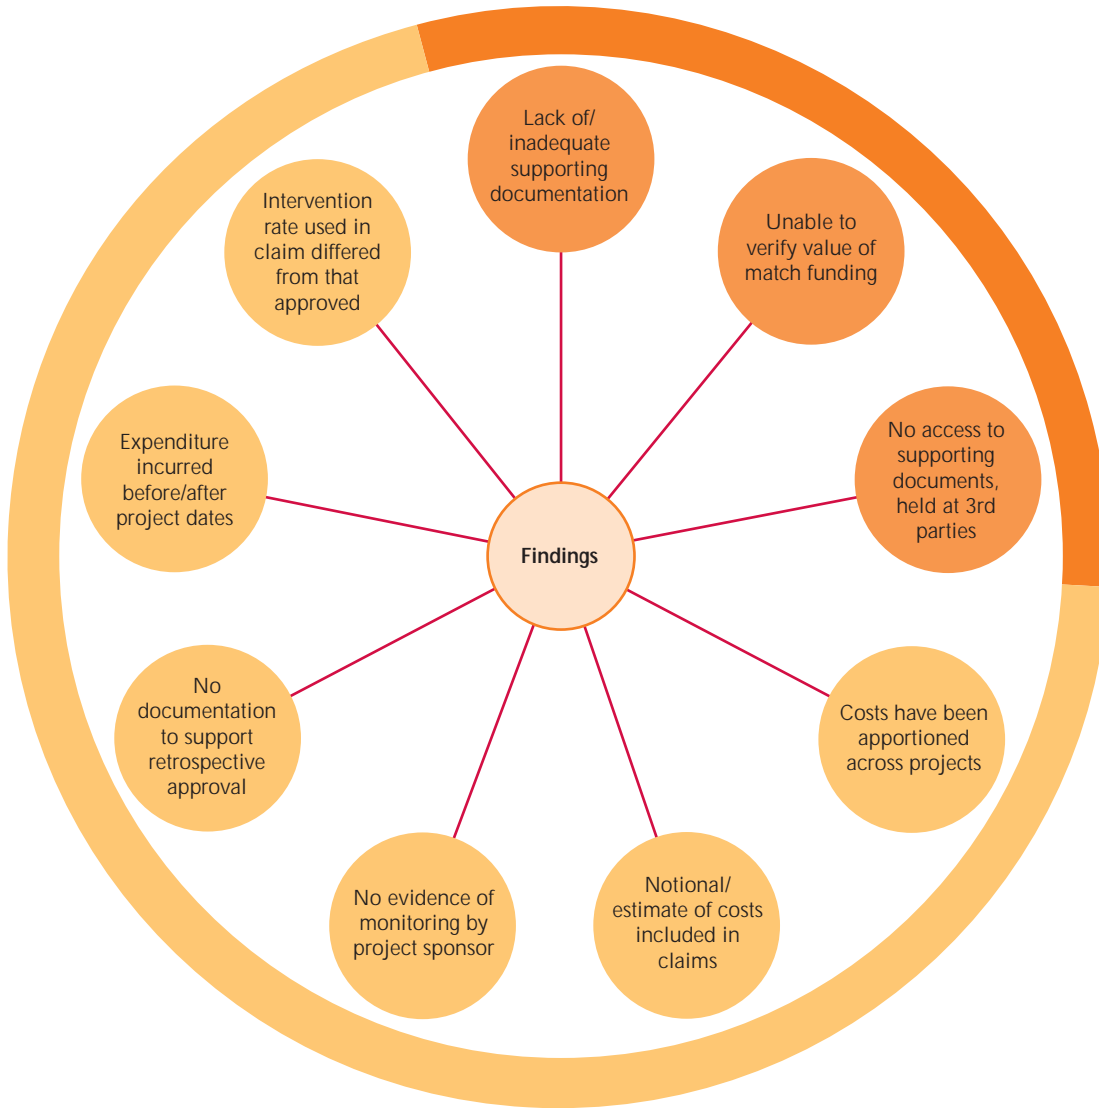 Lack of/
inadequate
supporting
documentation
Unable to
verify value of
match funding
No access to
supporting
documents,
held at 3rd
parties
Costs have been
apportioned
across projects
Notional/
estimate of costs
included in
claims
No evidence of
monitoring by
project sponsor
No
documentation
to support
retrospective
approval
Expenditure
incurred
before/after
project dates
Intervention
rate used in
claim differed
from that
approved
Findings